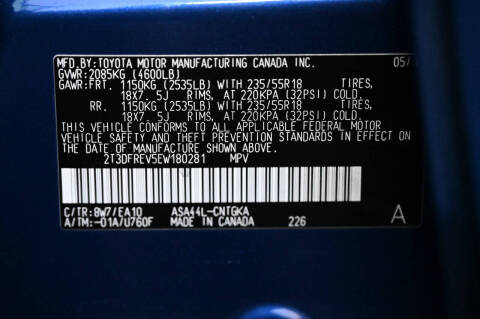 MFD.BY:TOYOTA MOTOR MANUFACTURING CANADA INC. 05/
GVWR: 2085KG (4600LB)
GAWR:FRT. 1150KG (2535LB) WITH 235/55R18 TIRES,
18X7.5J RIMS, AT 220KPA (32PSI) COLD.
RR. 1150KG (2535LB) WITH 235/55R18 TIRES,
18X7.5J RIMS, AT 220KPA (32PSI) COLD.
THIS VEHICLE CONFORMS TO ALL APPLICABLE FEDERAL MOTOR
VEHICLE SAFETY AND THEFT PREVENTION STANDARDS IN EFFECT ON
THE DATE OF MANUFACTURE SHOWN ABOVE.
2T3DFREV5EW180281 MPV
C/TR: 8W7/EA10 ASA44L-CNTGKA
A/TM: -01A/U760F MADE IN CANADA 226 A